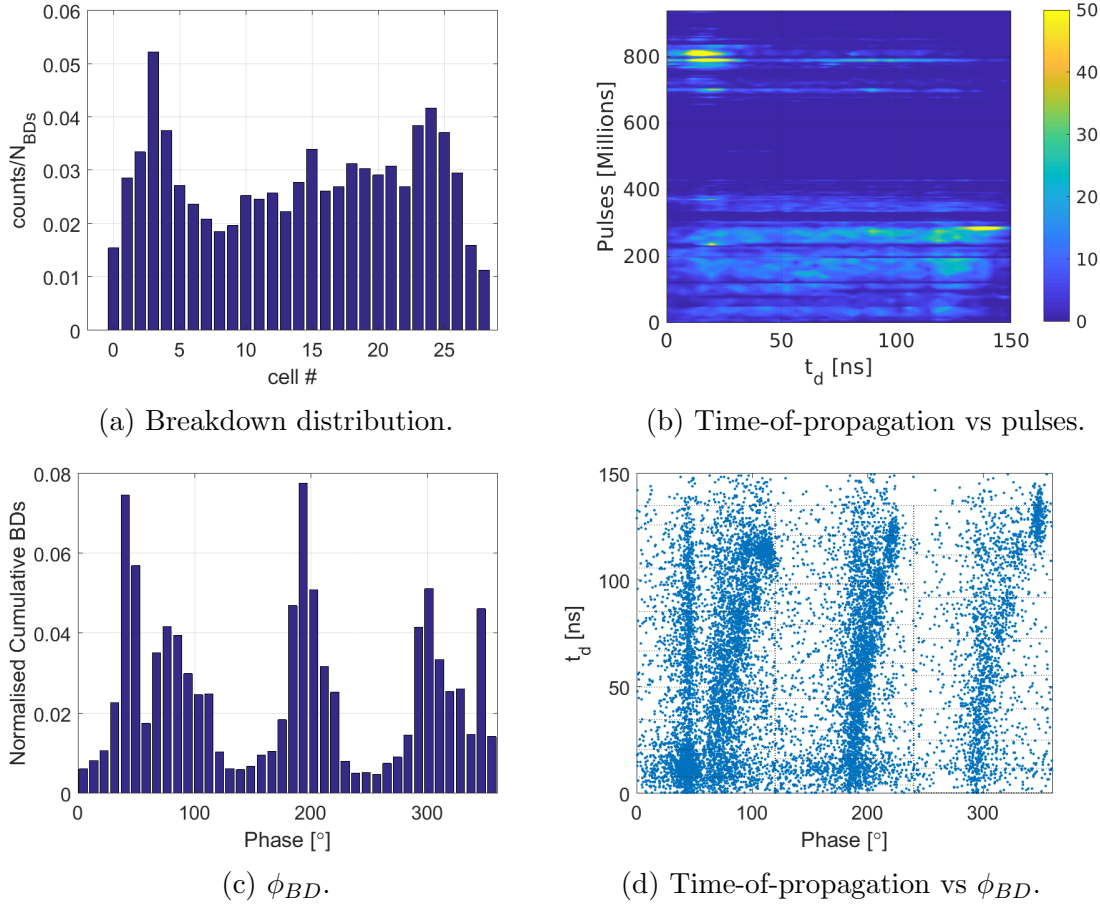 0.06
0.05
0.04
0.03
0.02
0.01
0
counts/N_BDs
0 5 10 15 20 25
cell #
(a) Breakdown distribution.
800
600
400
200
0
Pulses [Millions]
0 50 100 150
t_d [ns]
50
40
30
20
10
0
(b) Time-of-propagation vs pulses.
0.08
0.06
0.04
0.02
0
Normalised Cumulative BDs
0 100 200 300
Phase [°]
(c) ϕ_BD.
150
100
50
0
t_d [ns]
0 100 200 300
Phase [°]
(d) Time-of-propagation vs ϕ_BD.